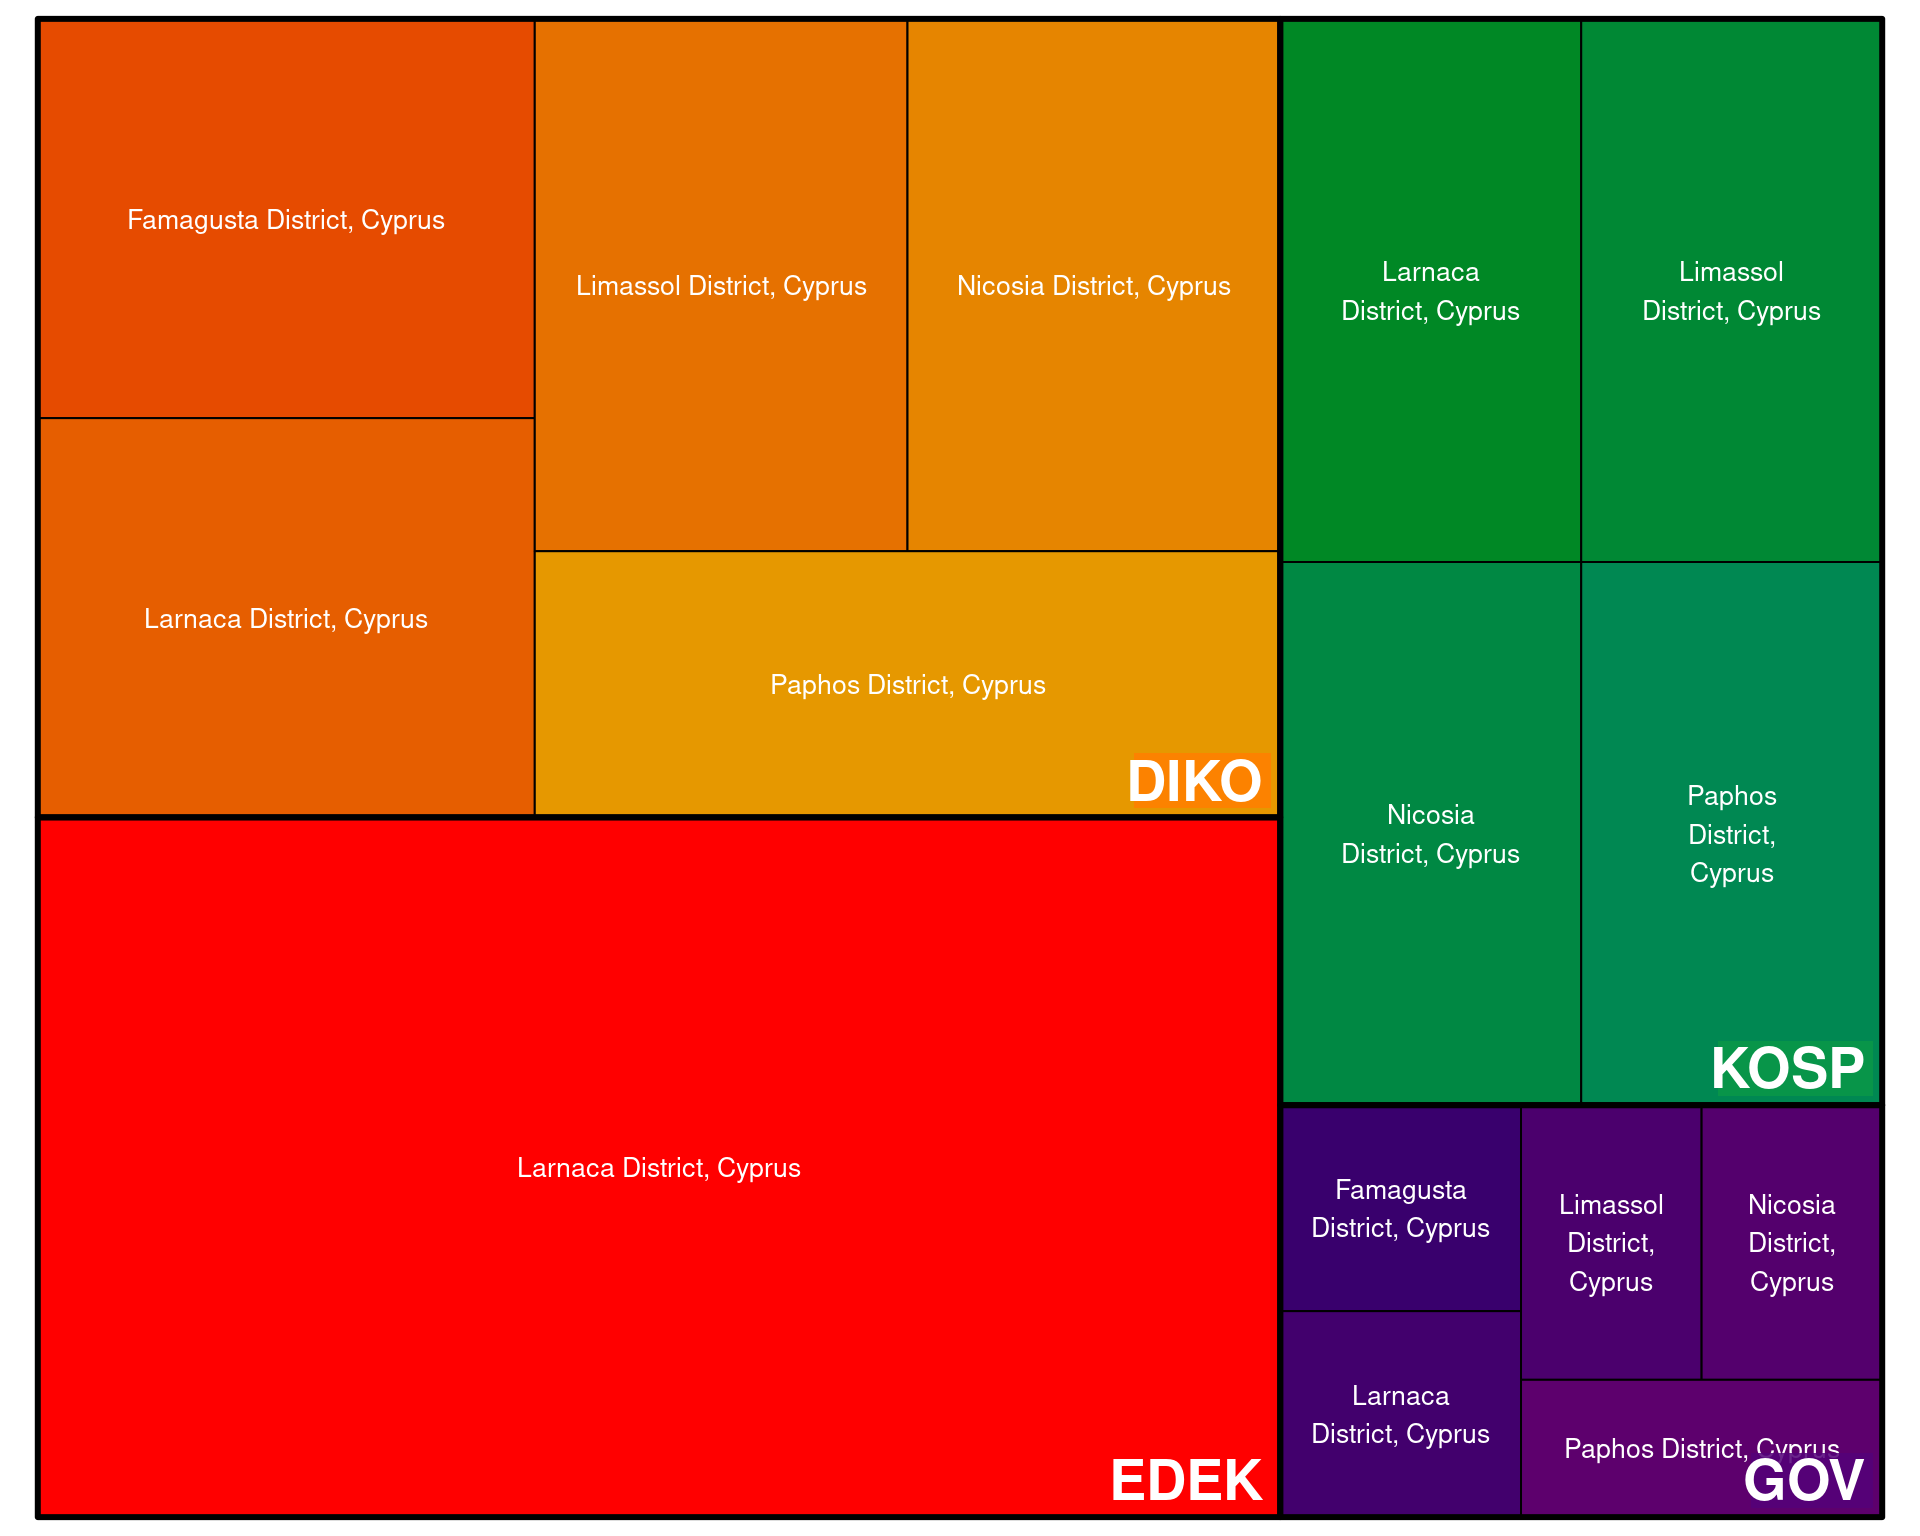 Famagusta District, Cyprus
Limassol District, Cyprus
Nicosia District, Cyprus
Larnaca District, Cyprus
Paphos District, Cyprus
DIKO
Larnaca District, Cyprus
EDEK
Larnaca
District, Cyprus
Limassol
District, Cyprus
Nicosia
District, Cyprus
Paphos
District,
Cyprus
KOSP
Famagusta
District, Cyprus
Limassol
District,
Cyprus
Nicosia
District,
Cyprus
Larnaca
District, Cyprus
Paphos District, Cyprus
GOV